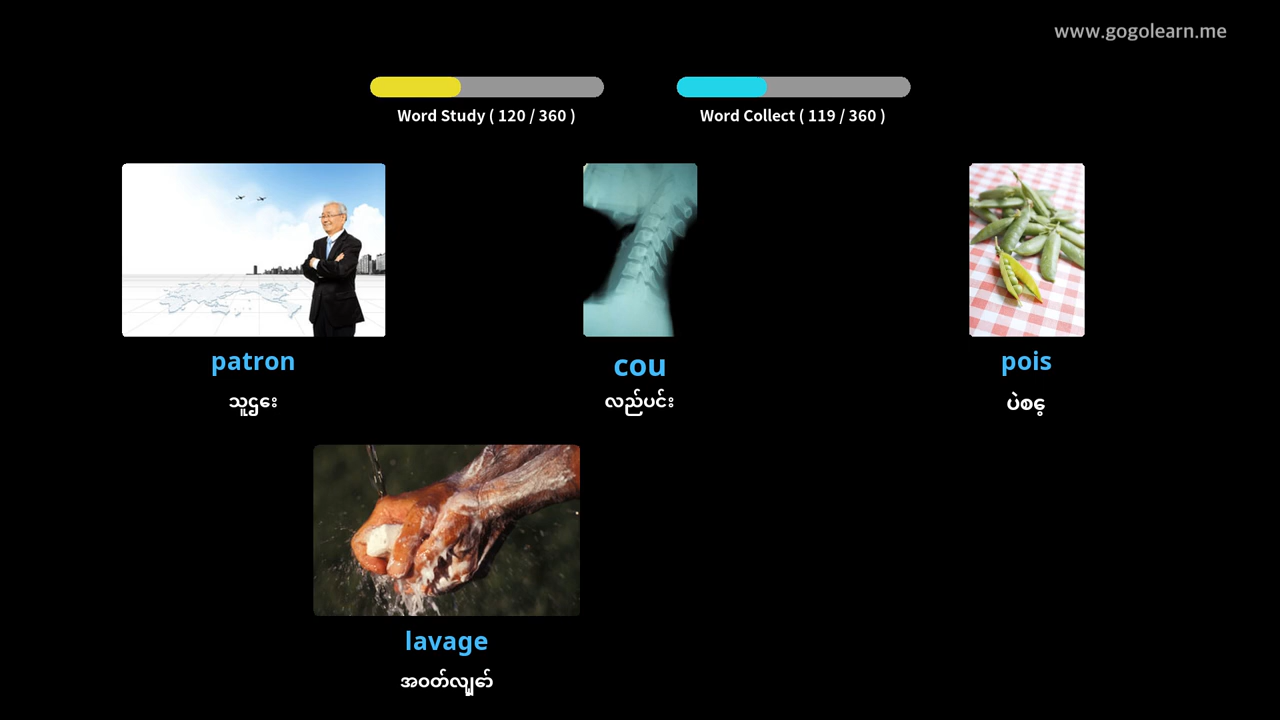 www.gogolearn.me
Word Study ( 120 / 360 )
Word Collect ( 119 / 360 )
patron
cou
pois
သူဌေး
လည်ပင်း
ပဲစေ့
lavage
အဝတ်လျှော်